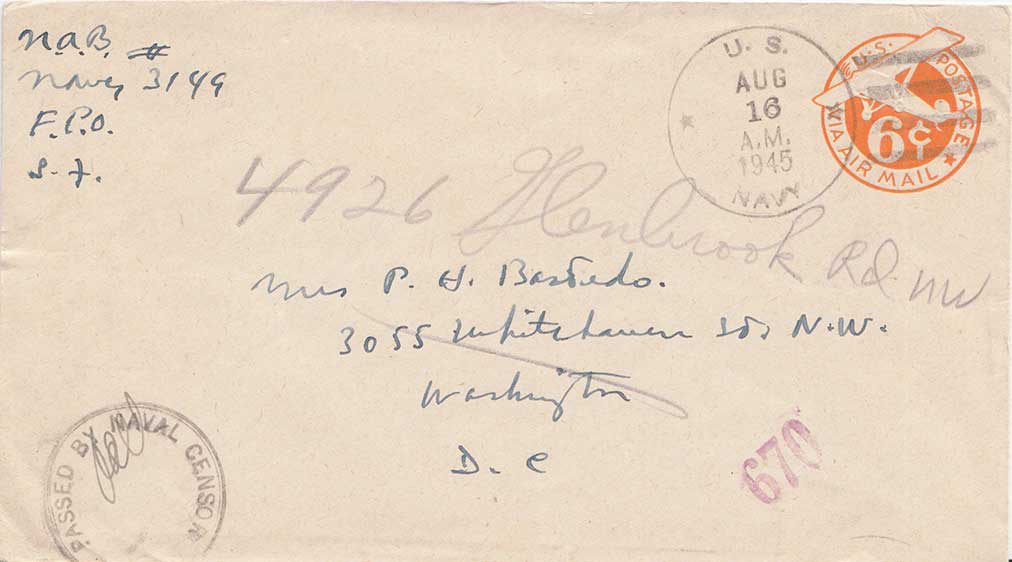 N.A.B. #
Navy 3149
F.P.O.
S. F.
U. S.
AUG
16
A.M.
1945
NAVY
U.S. POSTAGE
6¢
VIA AIR MAIL
4926 Glenbrook Rd NW
Mrs P. H. Bastedo.
3055 Whitehaven St, N.W.
Washington
D. C
670
PASSED BY NAVAL CENSOR